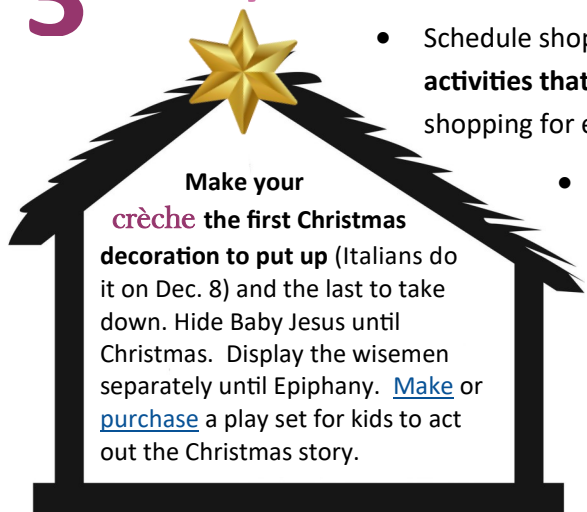 3
• Schedule shop
activities that
shopping for e
•
Make your
crèche the first Christmas
decoration to put up (Italians do
it on Dec. 8) and the last to take
down. Hide Baby Jesus until
Christmas.  Display the wisemen
separately until Epiphany.  Make or
purchase a play set for kids to act
out the Christmas story.